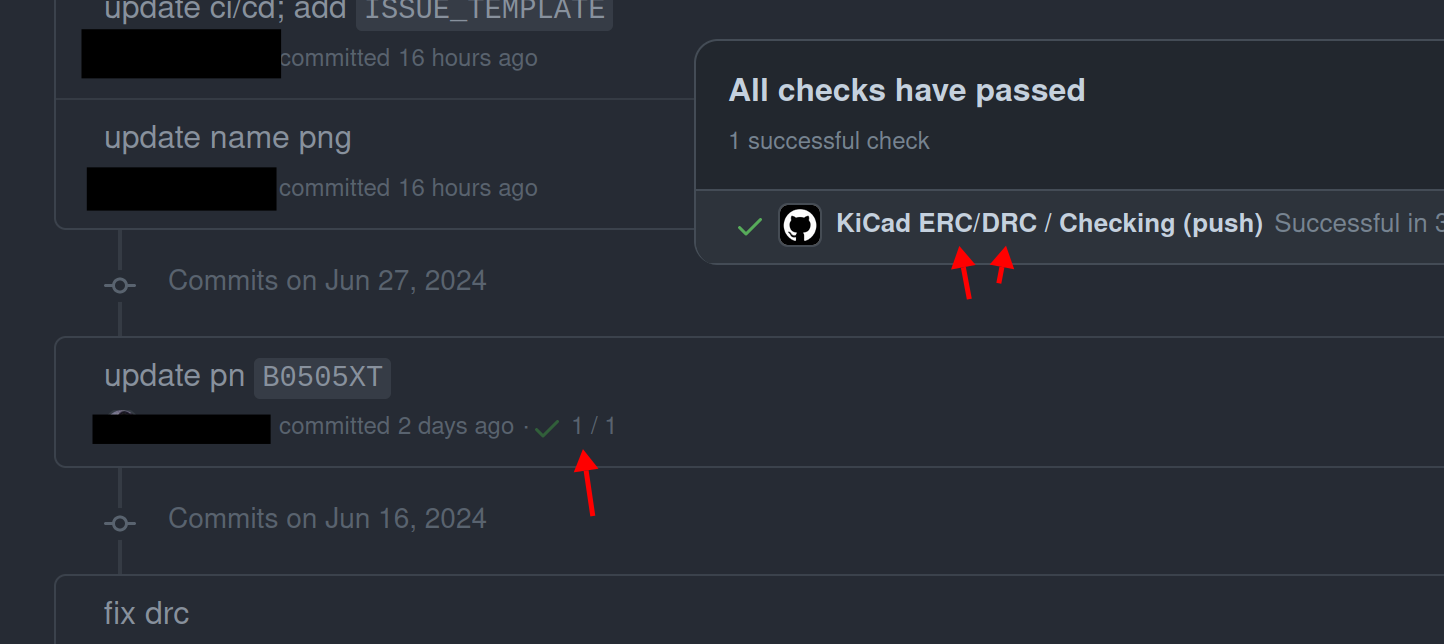 update ci/cd; add ISSUE_TEMPLATE
committed 16 hours ago
update name png
committed 16 hours ago
All checks have passed
1 successful check
KiCad ERC/DRC / Checking (push) Successful in 3
Commits on Jun 27, 2024
update pn B0505XT
committed 2 days ago · 1 / 1
Commits on Jun 16, 2024
fix drc